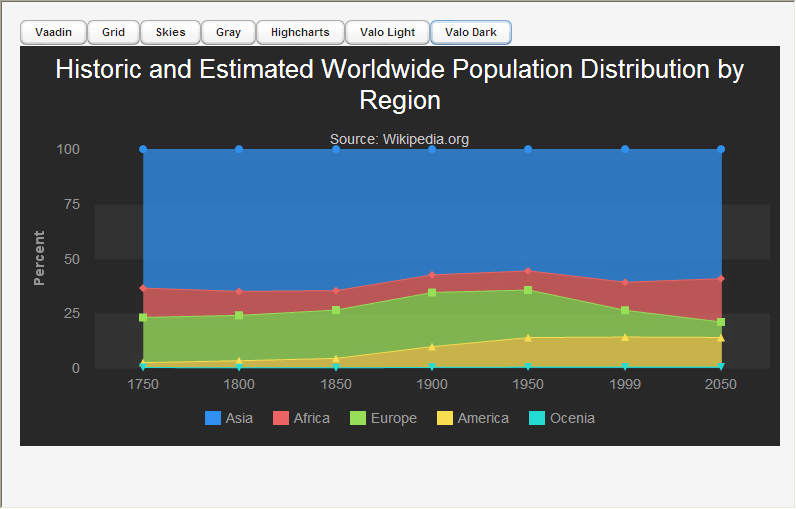 Vaadin Grid Skies Gray Highcharts Valo Light Valo Dark
Historic and Estimated Worldwide Population Distribution by
Region
Source: Wikipedia.org
Percent
100
75
50
25
0
1750 1800 1850 1900 1950 1999 2050
Asia Africa Europe America Ocenia